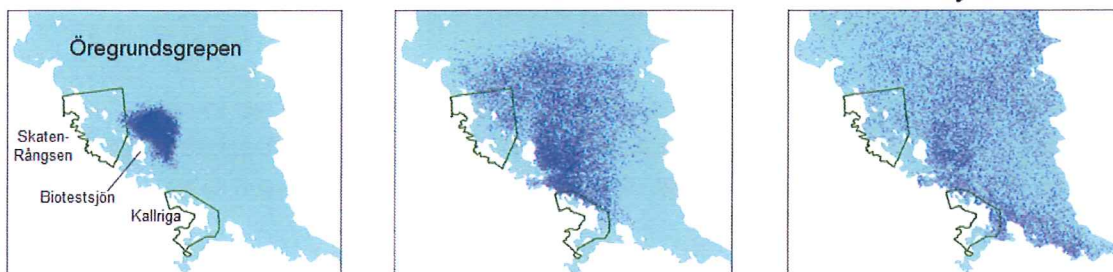 Öregrundsgrepen
Skaten-
Rångsen
Biotestsjön
Kallriga